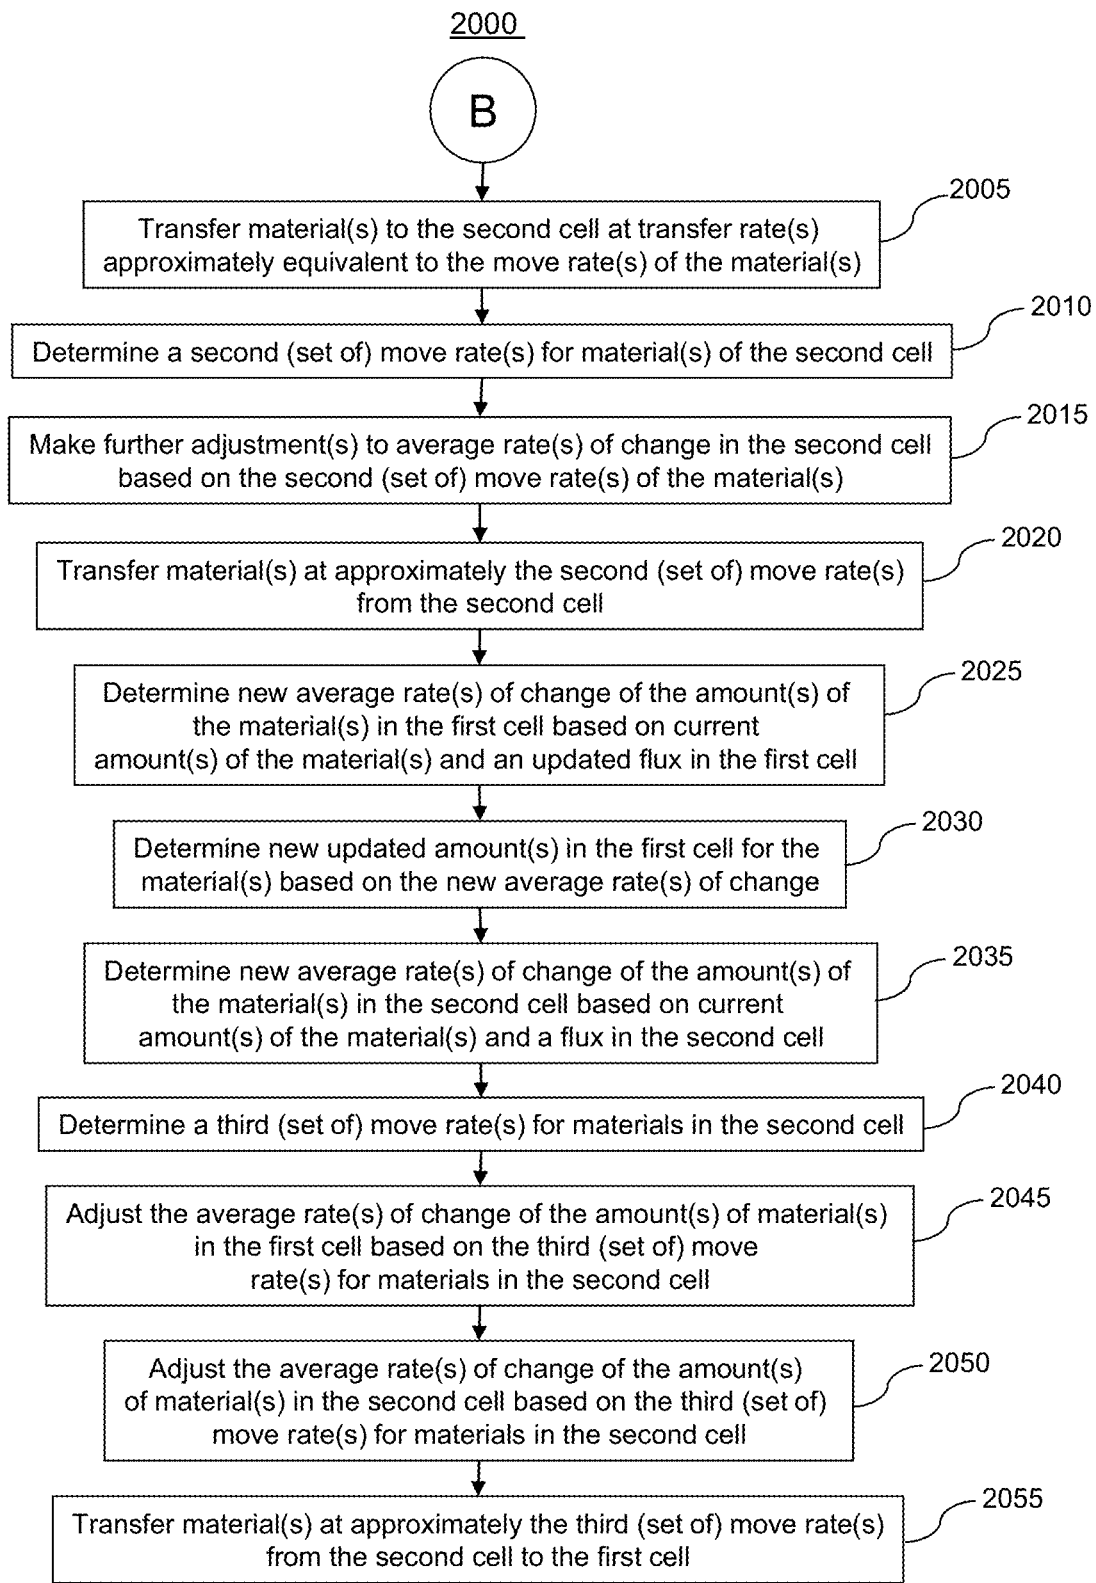 2000
B
2005
Transfer material(s) to the second cell at transfer rate(s)
approximately equivalent to the move rate(s) of the material(s)
2010
Determine a second (set of) move rate(s) for material(s) of the second cell
2015
Make further adjustment(s) to average rate(s) of change in the second cell
based on the second (set of) move rate(s) of the material(s)
2020
Transfer material(s) at approximately the second (set of) move rate(s)
from the second cell
2025
Determine new average rate(s) of change of the amount(s) of
the material(s) in the first cell based on current
amount(s) of the material(s) and an updated flux in the first cell
2030
Determine new updated amount(s) in the first cell for the
material(s) based on the new average rate(s) of change
2035
Determine new average rate(s) of change of the amount(s) of
the material(s) in the second cell based on current
amount(s) of the material(s) and a flux in the second cell
2040
Determine a third (set of) move rate(s) for materials in the second cell
2045
Adjust the average rate(s) of change of the amount(s) of material(s)
in the first cell based on the third (set of) move
rate(s) for materials in the second cell
2050
Adjust the average rate(s) of change of the amount(s)
of material(s) in the second cell based on the third (set of)
move rate(s) for materials in the second cell
2055
Transfer material(s) at approximately the third (set of) move rate(s)
from the second cell to the first cell